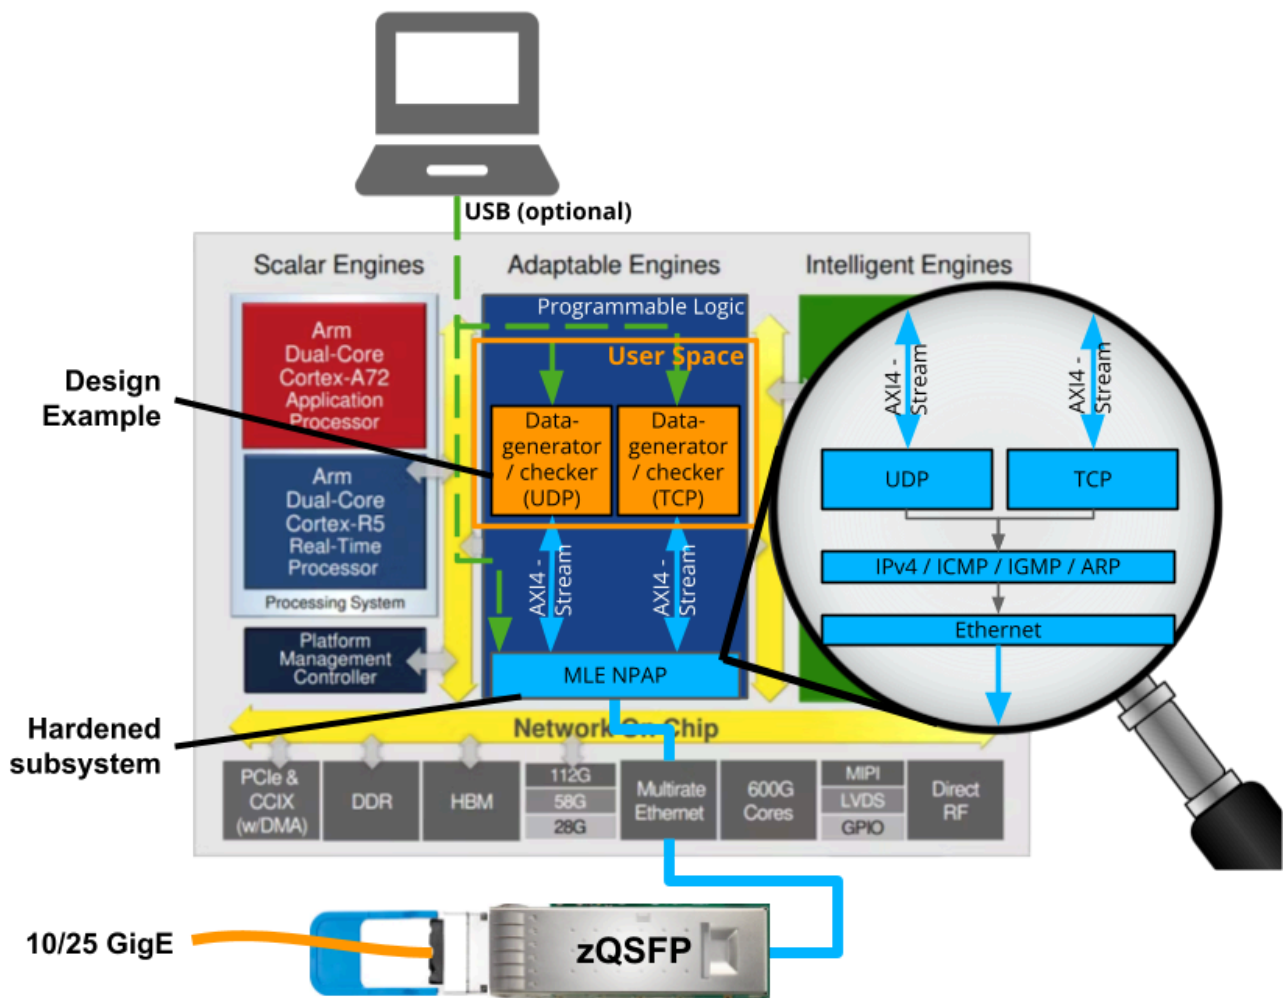 USB (optional)
Scalar Engines
Adaptable Engines
Intelligent Engines
Programmable Logic
User Space
Arm
Dual-Core
Cortex-A72
Application
Processor
Arm
Dual-Core
Cortex-R5
Real-Time
Processor
Processing System
Platform
Management
Controller
Design
Example
Data-
generator
/ checker
(UDP)
Data-
generator
/ checker
(TCP)
AXI4 -
Stream
AXI4 -
Stream
MLE NPAP
AXI4 -
Stream
AXI4 -
Stream
UDP
TCP
IPv4 / ICMP / IGMP / ARP
Ethernet
Hardened
subsystem
Network On Chip
PCIe &
CCIX
(w/DMA)
DDR
HBM
112G
58G
28G
Multirate
Ethernet
600G
Cores
MIPI
LVDS
GPIO
Direct
RF
10/25 GigE
zQSFP